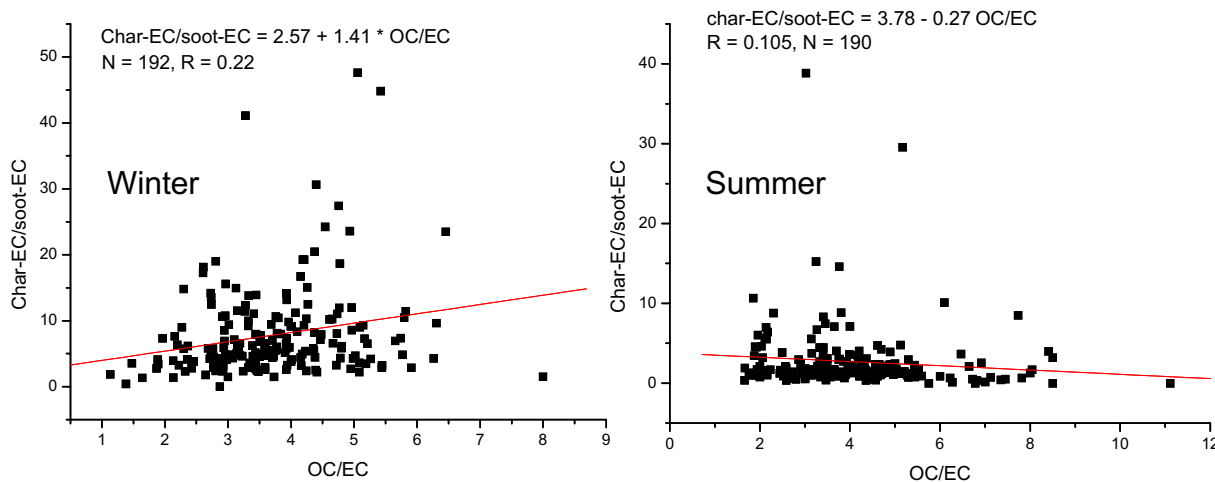 Char-EC/soot-EC = 2.57 + 1.41 * OC/EC
N = 192, R = 0.22
Winter
Char-EC/soot-EC
50
40
30
20
10
0
1 2 3 4 5 6 7 8 9
OC/EC
char-EC/soot-EC = 3.78 - 0.27 OC/EC
R = 0.105, N = 190
Summer
Char-EC/soot-EC
40
30
20
10
0
0 2 4 6 8 10 12
OC/EC